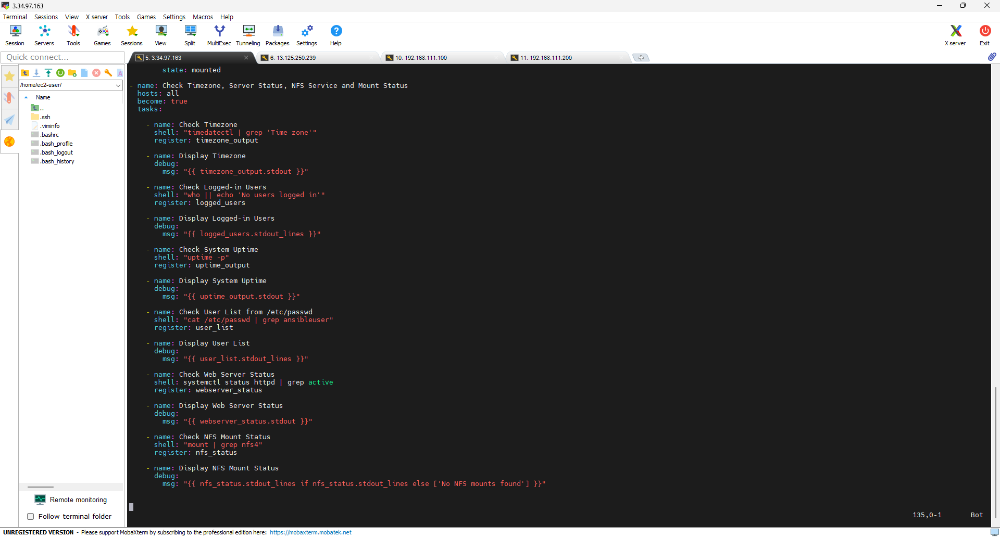 3.34.97.163
Terminal Sessions View X server Tools Games Settings Macros Help
Session Servers Tools Games Sessions View Split MultiExec Tunneling Packages Settings Help X server Exit
Quick connect...
5. 3.34.97.163
6. 13.125.250.239
10. 192.168.111.100
11. 192.168.111.200
/home/ec2-user/
Name
..
.ssh
.viminfo
.bashrc
.bash_profile
.bash_logout
.bash_history
Remote monitoring
Follow terminal folder
        state: mounted

- name: Check Timezone, Server Status, NFS Service and Mount Status
  hosts: all
  become: true
  tasks:

    - name: Check Timezone
      shell: "timedatectl | grep 'Time zone'"
      register: timezone_output

    - name: Display Timezone
      debug:
        msg: "{{ timezone_output.stdout }}"

    - name: Check Logged-in Users
      shell: "who || echo 'No users logged in'"
      register: logged_users

    - name: Display Logged-in Users
      debug:
        msg: "{{ logged_users.stdout_lines }}"

    - name: Check System Uptime
      shell: "uptime -p"
      register: uptime_output

    - name: Display System Uptime
      debug:
        msg: "{{ uptime_output.stdout }}"

    - name: Check User List from /etc/passwd
      shell: "cat /etc/passwd | grep ansibleuser"
      register: user_list

    - name: Display User List
      debug:
        msg: "{{ user_list.stdout_lines }}"

    - name: Check Web Server Status
      shell: systemctl status httpd | grep active
      register: webserver_status

    - name: Display Web Server Status
      debug:
        msg: "{{ webserver_status.stdout }}"

    - name: Check NFS Mount Status
      shell: "mount | grep nfs4"
      register: nfs_status

    - name: Display NFS Mount Status
      debug:
        msg: "{{ nfs_status.stdout_lines if nfs_status.stdout_lines else ['No NFS mounts found'] }}"

135,0-1 Bot
UNREGISTERED VERSION - Please support MobaXterm by subscribing to the professional edition here: https://mobaxterm.mobatek.net